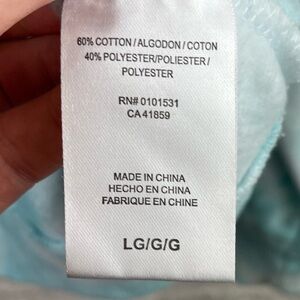 60% COTTON / ALGODON / COTON
40% POLYESTER/POLIESTER /
POLYESTER
RN# 0101531
CA 41859
MADE IN CHINA
HECHO EN CHINA
FABRIQUE EN CHINE
LG/G/G